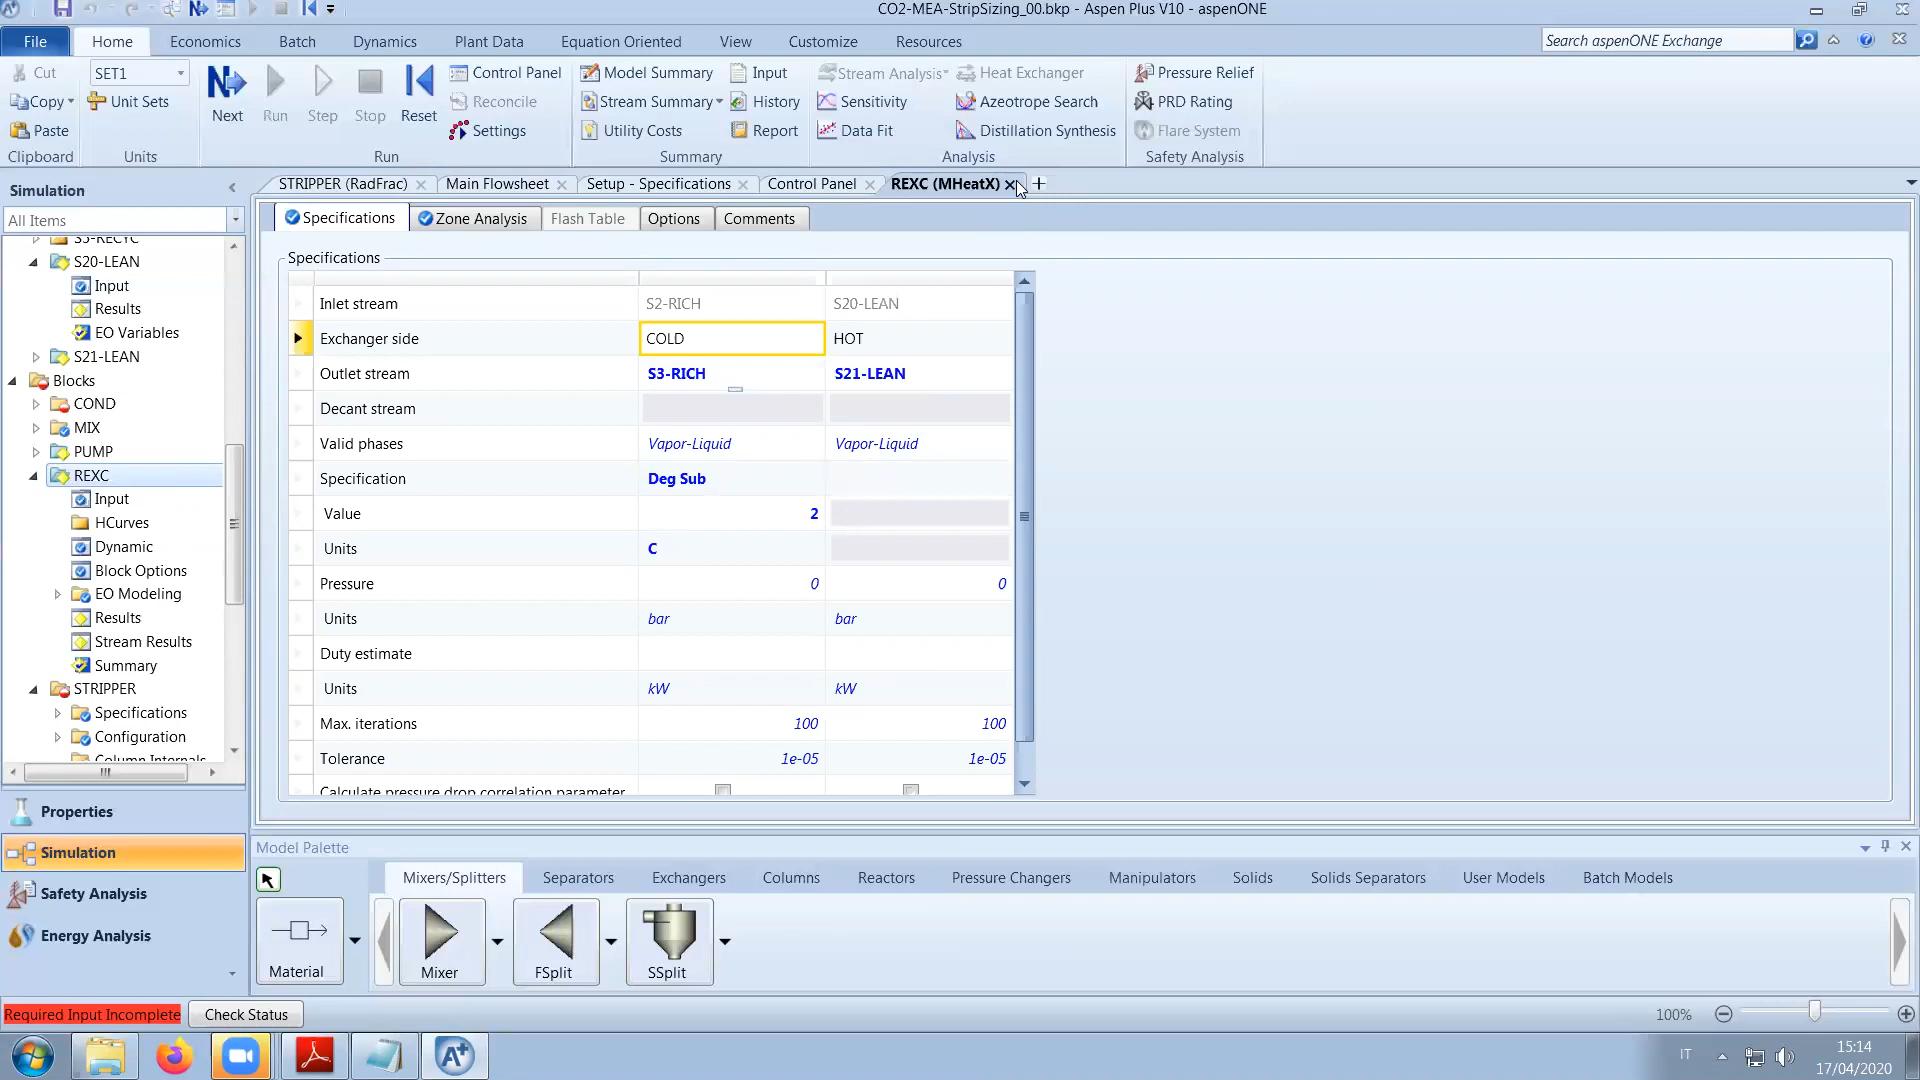 CO2-MEA-StripSizing_00.bkp - Aspen Plus V10 - aspenONE
File Home Economics Batch Dynamics Plant Data Equation Oriented View Customize Resources Search aspenONE Exchange
Cut
Copy
Paste
Clipboard
SET1
Unit Sets
Units
Next
Run
Step
Stop
Reset
Control Panel
Reconcile
Settings
Run
Model Summary
Stream Summary
Utility Costs
Input
History
Report
Summary
Stream Analysis
Sensitivity
Data Fit
Heat Exchanger
Azeotrope Search
Distillation Synthesis
Analysis
Pressure Relief
PRD Rating
Flare System
Safety Analysis
Simulation
All Items
S5-RECYC
S20-LEAN
Input
Results
EO Variables
S21-LEAN
Blocks
COND
MIX
PUMP
REXC
Input
HCurves
Dynamic
Block Options
EO Modeling
Results
Stream Results
Summary
STRIPPER
Specifications
Configuration
Column Internals
Properties
Simulation
Safety Analysis
Energy Analysis
STRIPPER (RadFrac) Main Flowsheet Setup - Specifications Control Panel REXC (MHeatX)
Specifications Zone Analysis Flash Table Options Comments
Specifications
Inlet stream S2-RICH S20-LEAN
Exchanger side COLD HOT
Outlet stream S3-RICH S21-LEAN
Decant stream
Valid phases Vapor-Liquid Vapor-Liquid
Specification Deg Sub
Value 2
Units C
Pressure 0 0
Units bar bar
Duty estimate
Units kW kW
Max. iterations 100 100
Tolerance 1e-05 1e-05
Calculate pressure drop correlation parameter
Model Palette
Mixers/Splitters Separators Exchangers Columns Reactors Pressure Changers Manipulators Solids Solids Separators User Models Batch Models
Material
Mixer
FSplit
SSplit
Required Input Incomplete Check Status 100%
IT 15:14
17/04/2020